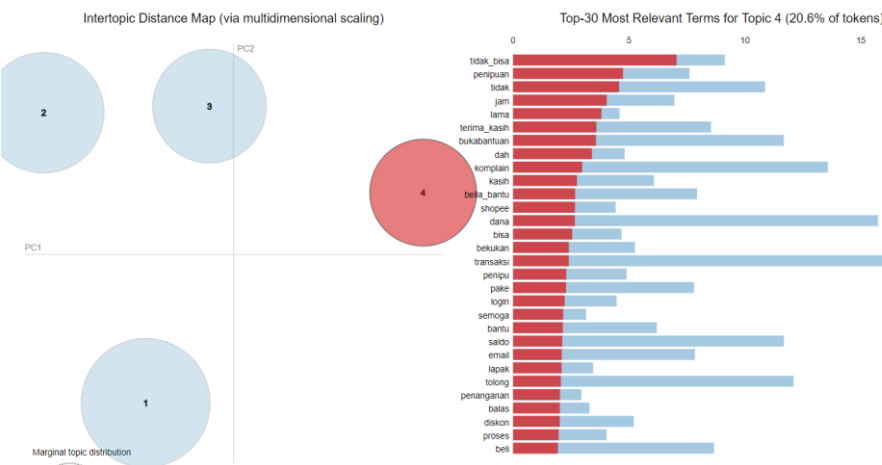 Intertopic Distance Map (via multidimensional scaling)
PC2
2
3
4
PC1
1
Marginal topic distribution
Top-30 Most Relevant Terms for Topic 4 (20.6% of tokens)
0 5 10 15
tidak_bisa
penipuan
tidak
jam
lama
terima_kasih
bukabantuan
dah
komplain
kasih
bella_bantu
shopee
dana
bisa
bekukan
transaksi
penipu
pake
login
semoga
bantu
saldo
email
lapak
tolong
penanganan
balas
diskon
proses
beli